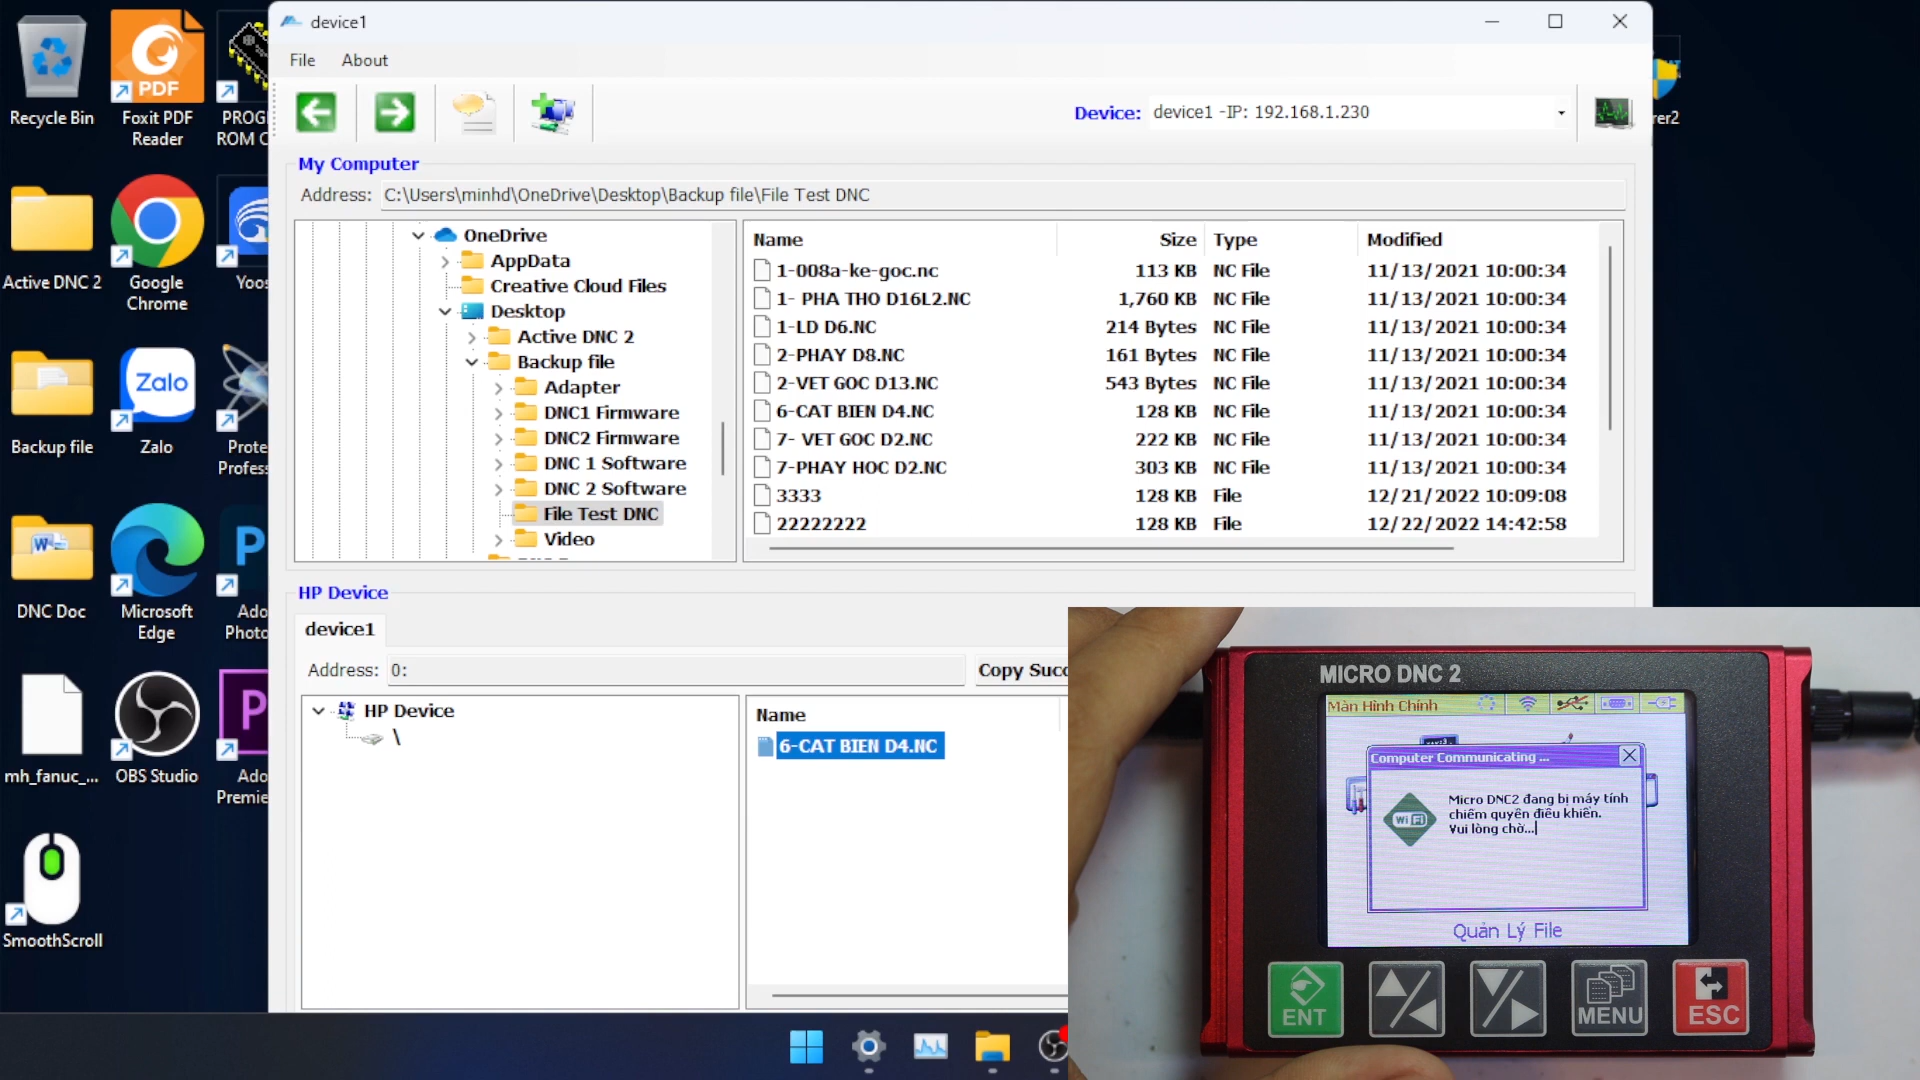 device1
File About
Device: device1 -IP: 192.168.1.230
My Computer
Address: C:\Users\minhd\OneDrive\Desktop\Backup file\File Test DNC
OneDrive
AppData
Creative Cloud Files
Desktop
Active DNC 2
Backup file
Adapter
DNC1 Firmware
DNC2 Firmware
DNC 1 Software
DNC 2 Software
File Test DNC
Video
Name Size Type Modified
1-008a-ke-goc.nc 113 KB NC File 11/13/2021 10:00:34
1- PHA THO D16L2.NC 1,760 KB NC File 11/13/2021 10:00:34
1-LD D6.NC 214 Bytes NC File 11/13/2021 10:00:34
2-PHAY D8.NC 161 Bytes NC File 11/13/2021 10:00:34
2-VET GOC D13.NC 543 Bytes NC File 11/13/2021 10:00:34
6-CAT BIEN D4.NC 128 KB NC File 11/13/2021 10:00:34
7- VET GOC D2.NC 222 KB NC File 11/13/2021 10:00:34
7-PHAY HOC D2.NC 303 KB NC File 11/13/2021 10:00:34
3333 128 KB File 12/21/2022 10:09:08
22222222 128 KB File 12/22/2022 14:42:58
HP Device
device1
Address: 0:
Copy Succ
HP Device
\
Name
6-CAT BIEN D4.NC
Recycle Bin
PDF
Foxit PDF
Reader
PROG
ROM C
Active DNC 2
Google
Chrome
Yoos
Backup file
Zalo
Zalo
Prote
Profes
DNC Doc
W
Microsoft
Edge
P
Ado
Photo
mh_fanuc_...
OBS Studio
P
Ado
Premie
SmoothScroll
rer2
MICRO DNC 2
Màn Hình Chính
Computer Communicating ...
WiFi
Micro DNC2 đang bị máy tính
chiếm quyền điều khiển.
Vui lòng chờ...
Quản Lý File
ENT
MENU
ESC